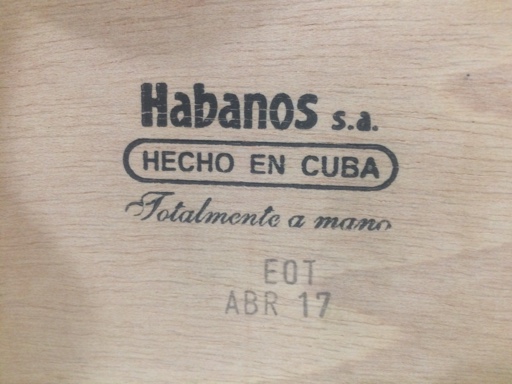 Habanos s.a.
HECHO EN CUBA
Totalmente a mano
EOT
ABR 17